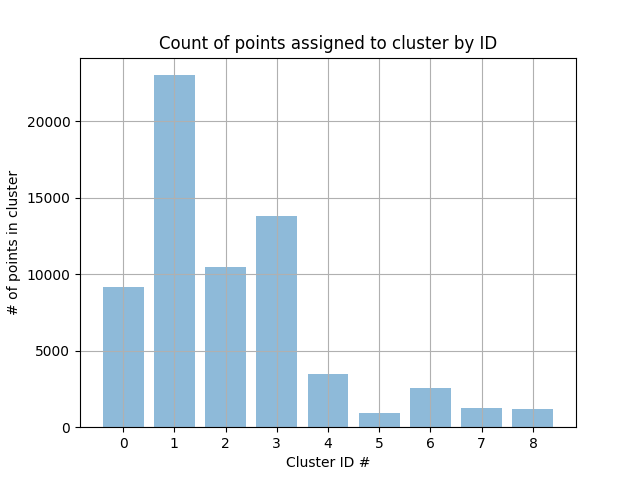 Count of points assigned to cluster by ID
# of points in cluster
20000
15000
10000
5000
0
0 1 2 3 4 5 6 7 8
Cluster ID #